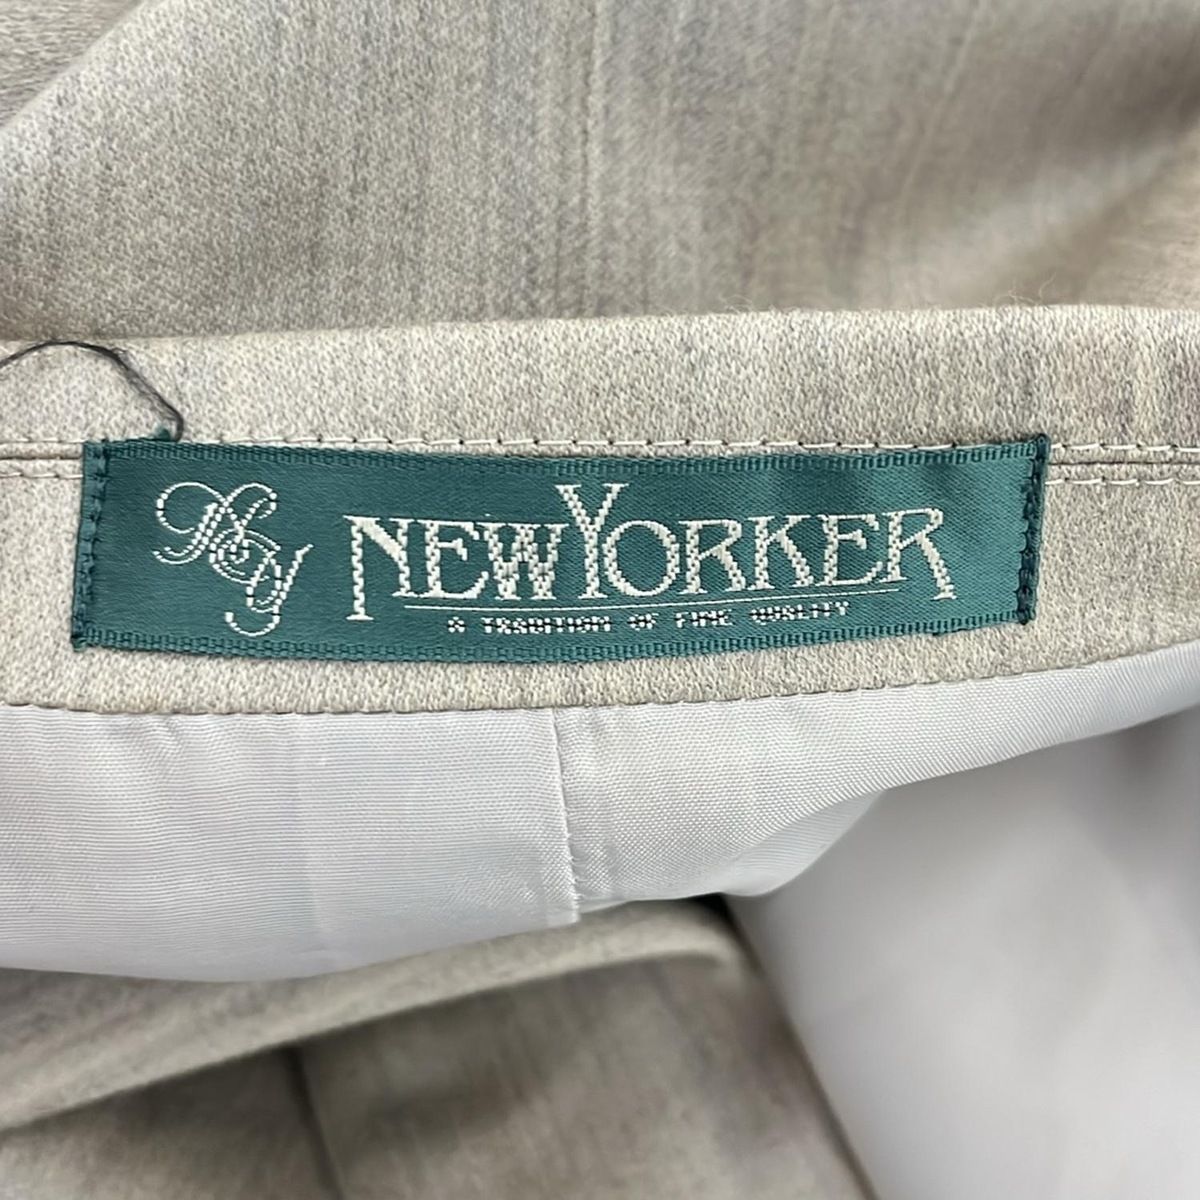 NY
NEWYORKER
A TRADITION OF FINE QUALITY